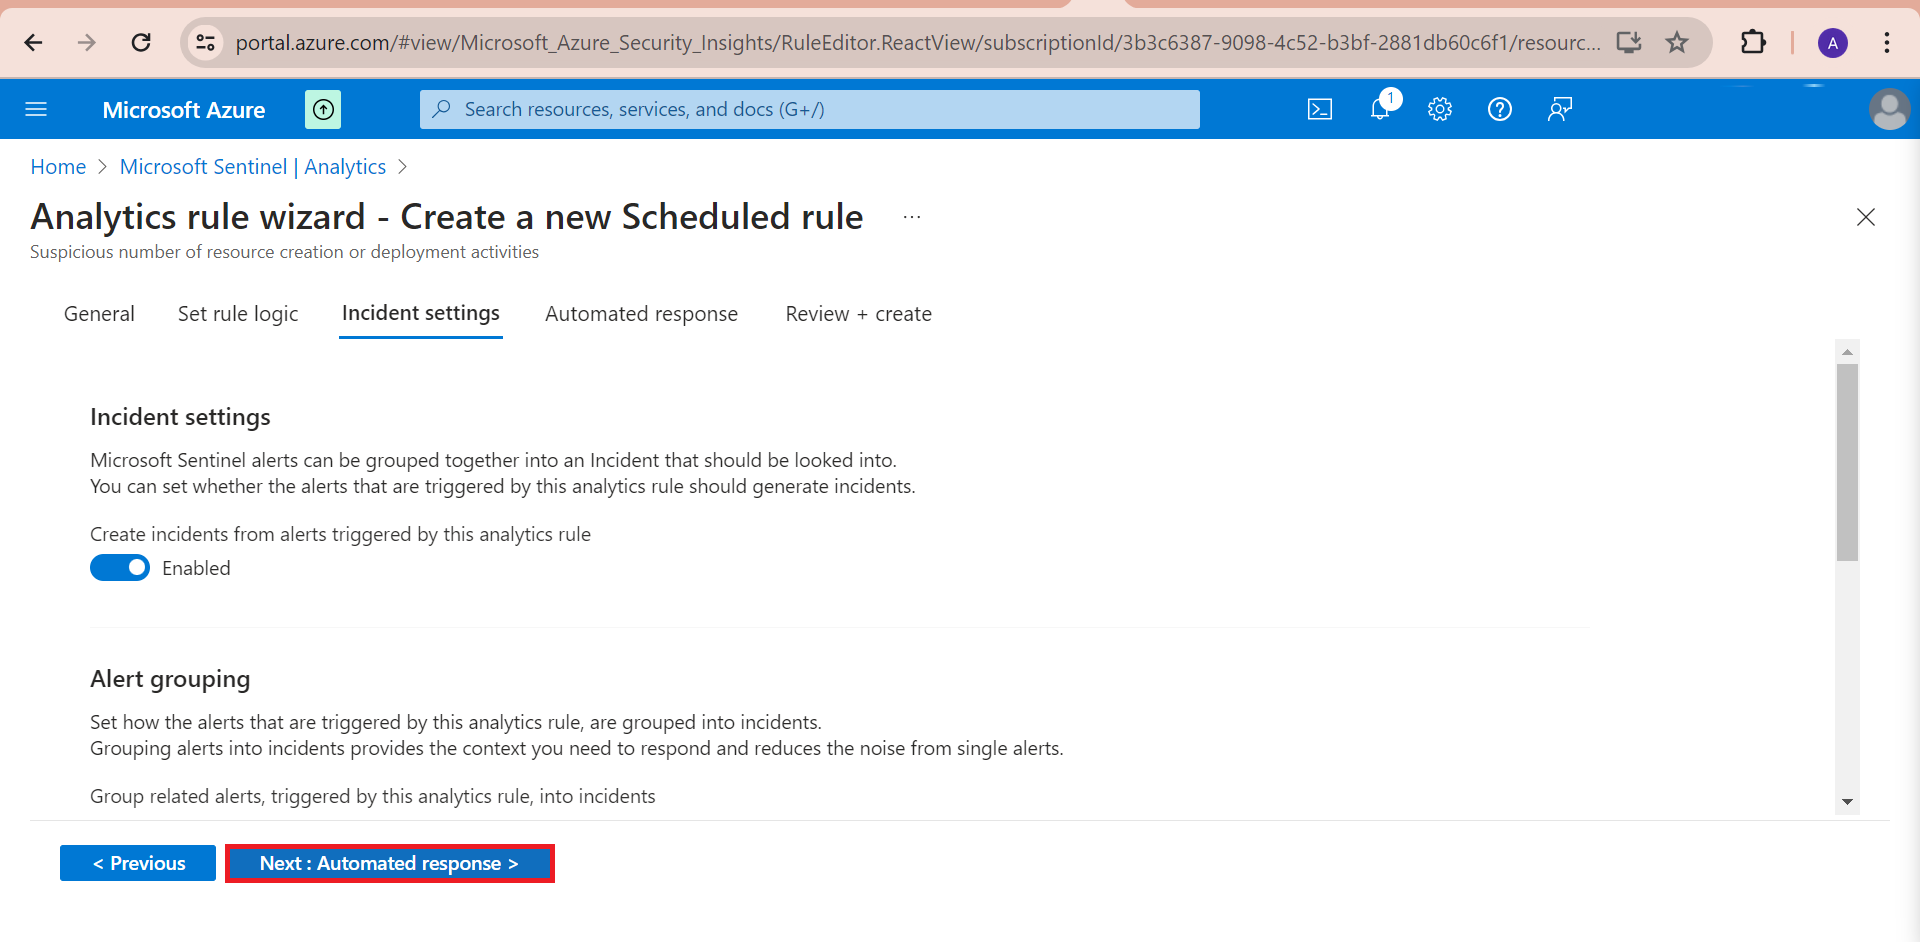 portal.azure.com/#view/Microsoft_Azure_Security_Insights/RuleEditor.ReactView/subscriptionId/3b3c6387-9098-4c52-b3bf-2881db60c6f1/resourc...
A
Microsoft Azure
Search resources, services, and docs (G+/)
1
Home > Microsoft Sentinel | Analytics >
Analytics rule wizard - Create a new Scheduled rule ...
Suspicious number of resource creation or deployment activities
General
Set rule logic
Incident settings
Automated response
Review + create
Incident settings
Microsoft Sentinel alerts can be grouped together into an Incident that should be looked into.
You can set whether the alerts that are triggered by this analytics rule should generate incidents.
Create incidents from alerts triggered by this analytics rule
Enabled
Alert grouping
Set how the alerts that are triggered by this analytics rule, are grouped into incidents.
Grouping alerts into incidents provides the context you need to respond and reduces the noise from single alerts.
Group related alerts, triggered by this analytics rule, into incidents
< Previous
Next : Automated response >